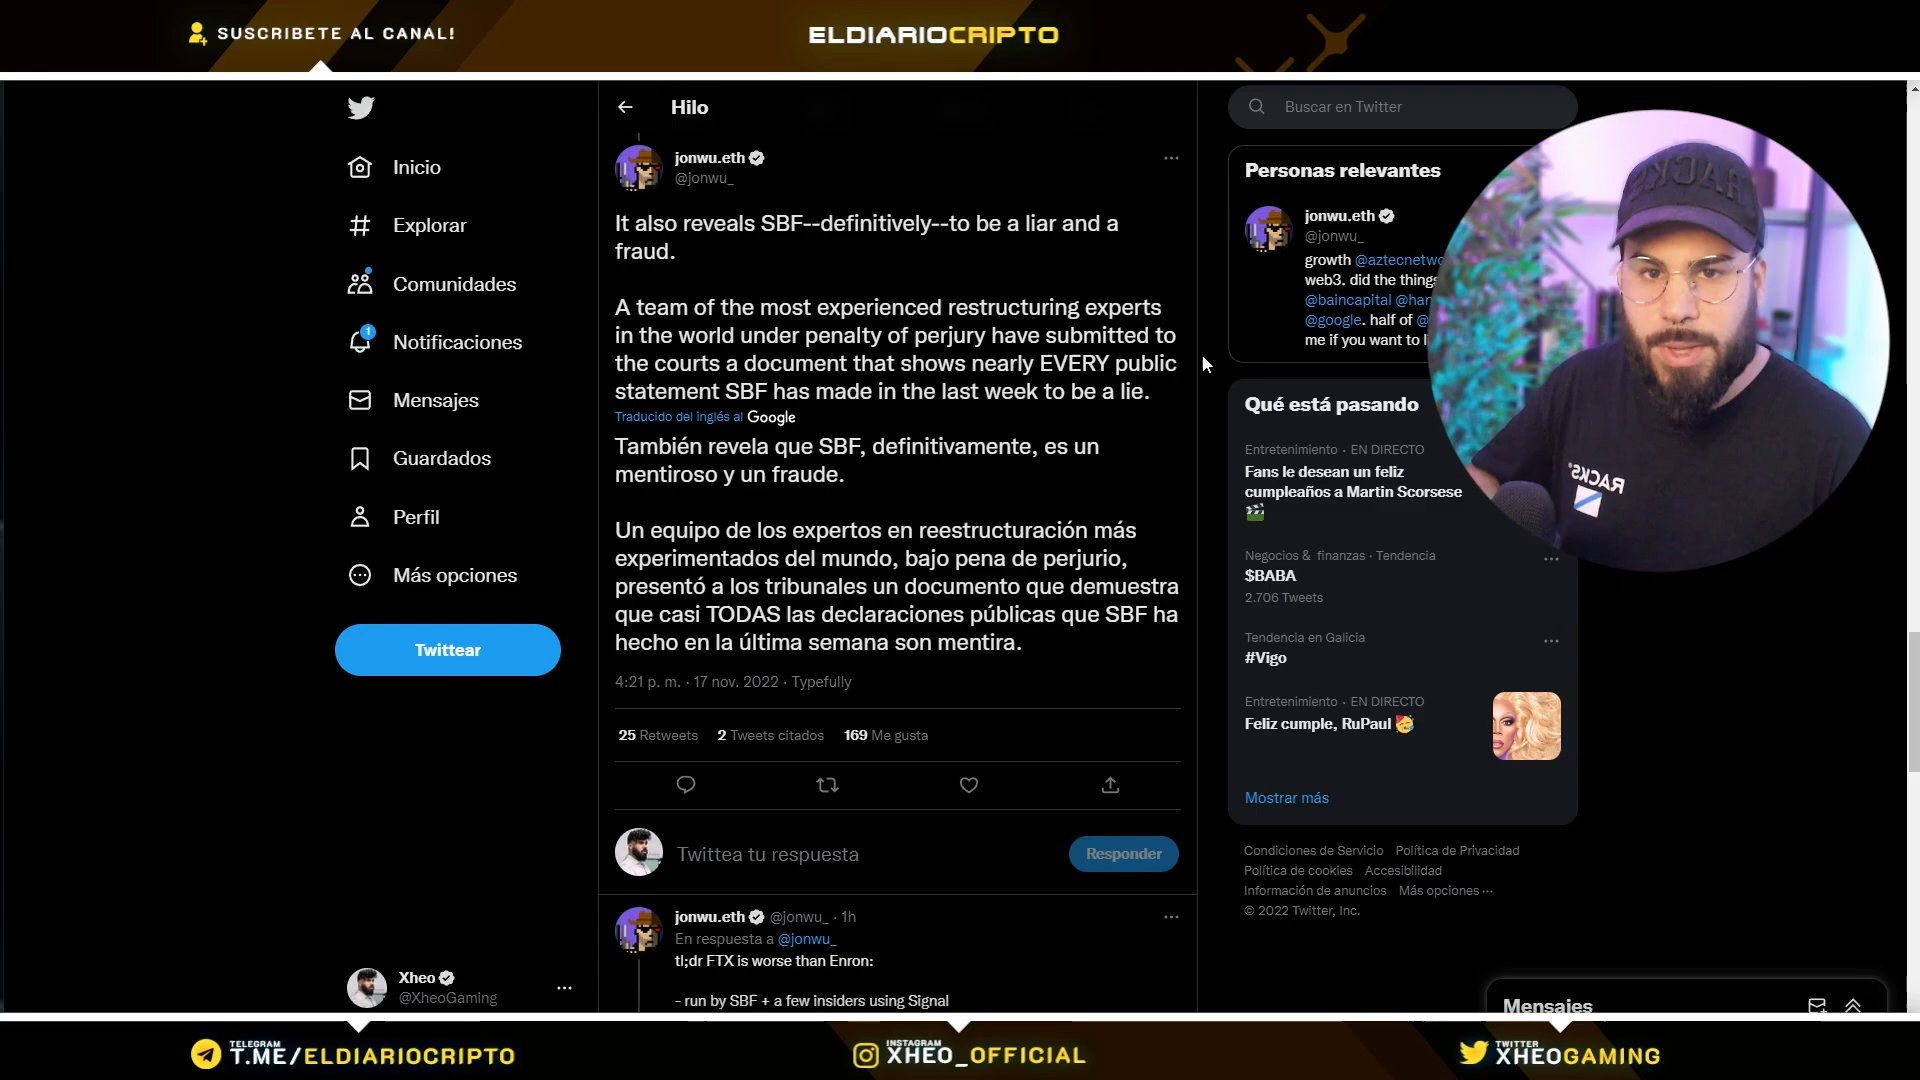 SUSCRIBETE AL CANAL!
ELDIARIOCRIPTO
Inicio
Explorar
Comunidades
1
Notificaciones
Mensajes
Guardados
Perfil
Más opciones
Twittear
Xheo
@XheoGaming
Hilo
jonwu.eth
@jonwu_
It also reveals SBF--definitively--to be a liar and a
fraud.
A team of the most experienced restructuring experts
in the world under penalty of perjury have submitted to
the courts a document that shows nearly EVERY public
statement SBF has made in the last week to be a lie.
Traducido del inglés al Google
También revela que SBF, definitivamente, es un
mentiroso y un fraude.
Un equipo de los expertos en reestructuración más
experimentados del mundo, bajo pena de perjurio,
presentó a los tribunales un documento que demuestra
que casi TODAS las declaraciones públicas que SBF ha
hecho en la última semana son mentira.
4:21 p. m. · 17 nov. 2022 · Typefully
25 Retweets 2 Tweets citados 169 Me gusta
Twittea tu respuesta
Responder
jonwu.eth @jonwu_ · 1h
En respuesta a @jonwu_
tl;dr FTX is worse than Enron:
- run by SBF + a few insiders using Signal
Buscar en Twitter
Personas relevantes
jonwu.eth
@jonwu_
growth
web3. did the things
@baincapital
@google. half of @
me if you want to
Qué está pasando
Entretenimiento · EN DIRECTO
Fans le desean un feliz
cumpleaños a Martin Scorsese
Negocios & finanzas · Tendencia
$BABA
2.706 Tweets
Tendencia en Galicia
#Vigo
Entretenimiento · EN DIRECTO
Feliz cumple, RuPaul
Mostrar más
Condiciones de Servicio Política de Privacidad
Política de cookies Accesibilidad
Información de anuncios Más opciones ···
© 2022 Twitter, Inc.
Mensajes
RACKS
RACKS
TELEGRAM
T.ME/ELDIARIOCRIPTO
INSTAGRAM
XHEO_OFFICIAL
TWITTER
XHEOGAMING